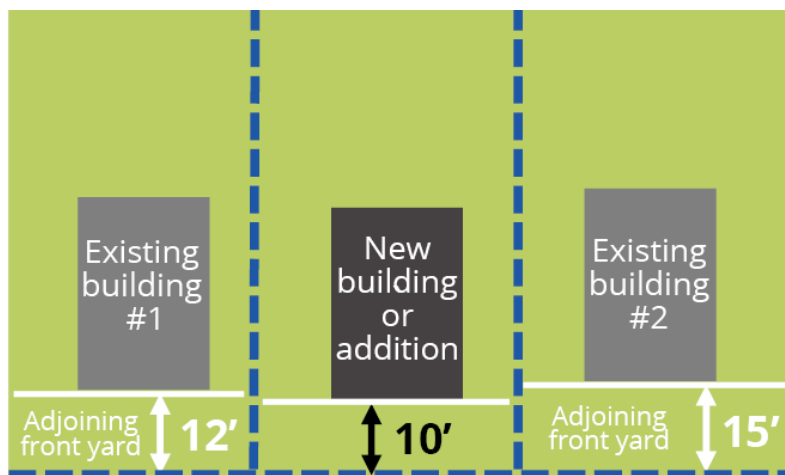 Existing
building
#1
New
building
or
addition
Existing
building
#2
Adjoining
front yard
12’
10’
Adjoining
front yard
15’